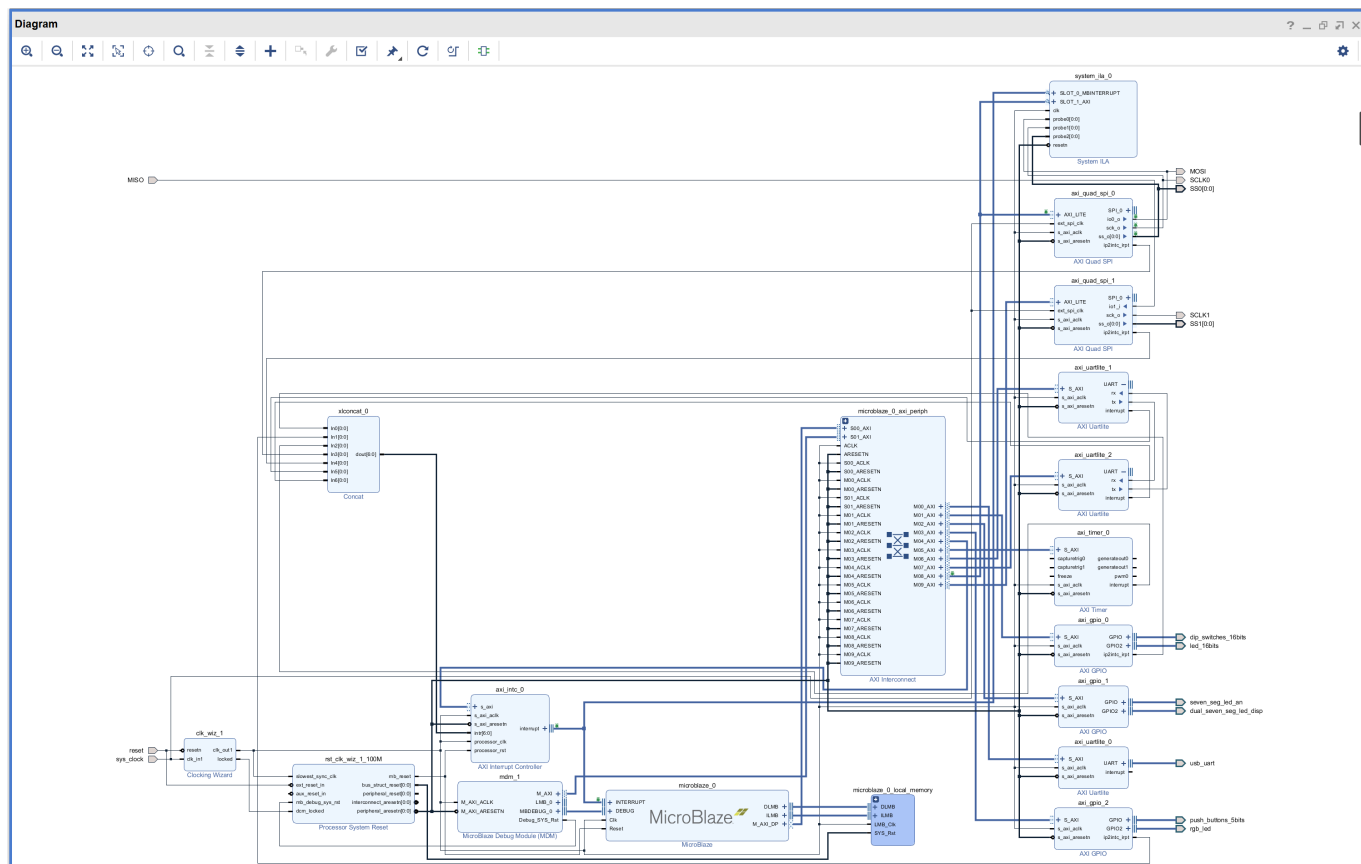 Diagram
system_ila_0
SLOT_0_MBINTERRUPT
SLOT_1_AXI
clk
probe0[0:0]
probe1[0:0]
probe2[0:0]
resetn
System ILA
MISO
MOSI
SCLK0
SS0[0:0]
axi_quad_spi_0
AXI_LITE
ext_spi_clk
s_axi_aclk
s_axi_aresetn
SPI_0
io0_o
sck_o
ss_o[0:0]
ip2intc_irpt
AXI Quad SPI
axi_quad_spi_1
AXI_LITE
ext_spi_clk
s_axi_aclk
s_axi_aresetn
SPI_0
io1_i
sck_o
ss_o[0:0]
ip2intc_irpt
AXI Quad SPI
SCLK1
SS1[0:0]
axi_uartlite_1
S_AXI
s_axi_aclk
s_axi_aresetn
UART
rx
tx
interrupt
AXI Uartlite
xlconcat_0
In0[0:0]
In1[0:0]
In2[0:0]
In3[0:0]
In4[0:0]
In5[0:0]
In6[0:0]
dout[6:0]
Concat
microblaze_0_axi_periph
S00_AXI
S01_AXI
ACLK
ARESETN
S00_ACLK
S00_ARESETN
M00_ACLK
M00_ARESETN
S01_ACLK
S01_ARESETN
M01_ACLK
M01_ARESETN
M02_ACLK
M02_ARESETN
M03_ACLK
M03_ARESETN
M04_ACLK
M04_ARESETN
M05_ACLK
M05_ARESETN
M06_ACLK
M06_ARESETN
M07_ACLK
M07_ARESETN
M08_ACLK
M08_ARESETN
M09_ACLK
M09_ARESETN
M00_AXI
M01_AXI
M02_AXI
M03_AXI
M04_AXI
M05_AXI
M06_AXI
M07_AXI
M08_AXI
M09_AXI
AXI Interconnect
axi_uartlite_2
S_AXI
s_axi_aclk
s_axi_aresetn
UART
rx
tx
interrupt
AXI Uartlite
axi_timer_0
S_AXI
capturetrig0
capturetrig1
freeze
s_axi_aclk
s_axi_aresetn
generateout0
generateout1
pwm0
interrupt
AXI Timer
axi_gpio_0
S_AXI
s_axi_aclk
s_axi_aresetn
GPIO
GPIO2
ip2intc_irpt
AXI GPIO
dip_switches_16bits
led_16bits
axi_gpio_1
S_AXI
s_axi_aclk
s_axi_aresetn
GPIO
GPIO2
AXI GPIO
seven_seg_led_an
dual_seven_seg_led_disp
axi_intc_0
s_axi
s_axi_aclk
s_axi_aresetn
intr[6:0]
processor_clk
processor_rst
interrupt
AXI Interrupt Controller
reset
sys_clock
clk_wiz_1
resetn
clk_in1
clk_out1
locked
Clocking Wizard
rst_clk_wiz_1_100M
slowest_sync_clk
ext_reset_in
aux_reset_in
mb_debug_sys_rst
dcm_locked
mb_reset
bus_struct_reset[0:0]
peripheral_reset[0:0]
interconnect_aresetn[0:0]
peripheral_aresetn[0:0]
Processor System Reset
mdm_1
M_AXI_ACLK
M_AXI_ARESETN
M_AXI
LMB_0
MBDEBUG_0
Debug_SYS_Rst
MicroBlaze Debug Module (MDM)
microblaze_0
INTERRUPT
DEBUG
Clk
Reset
MicroBlaze
DLMB
ILMB
M_AXI_DP
MicroBlaze
microblaze_0_local_memory
DLMB
ILMB
LMB_Clk
SYS_Rst
axi_uartlite_0
S_AXI
s_axi_aclk
s_axi_aresetn
UART
interrupt
AXI Uartlite
usb_uart
axi_gpio_2
S_AXI
s_axi_aclk
s_axi_aresetn
GPIO
GPIO2
ip2intc_irpt
AXI GPIO
push_buttons_5bits
rgb_led